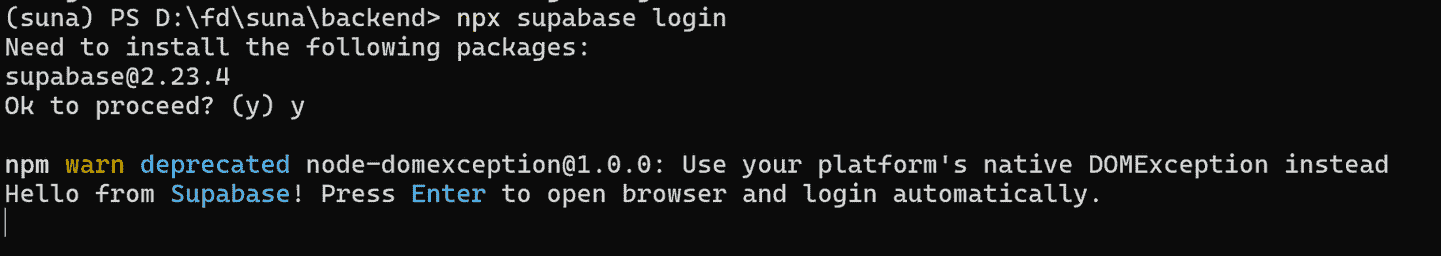 (suna) PS D:\fd\suna\backend> npx supabase login
Need to install the following packages:
supabase@2.23.4
Ok to proceed? (y) y
npm warn deprecated node-domexception@1.0.0: Use your platform's native DOMException instead
Hello from Supabase! Press Enter to open browser and login automatically.